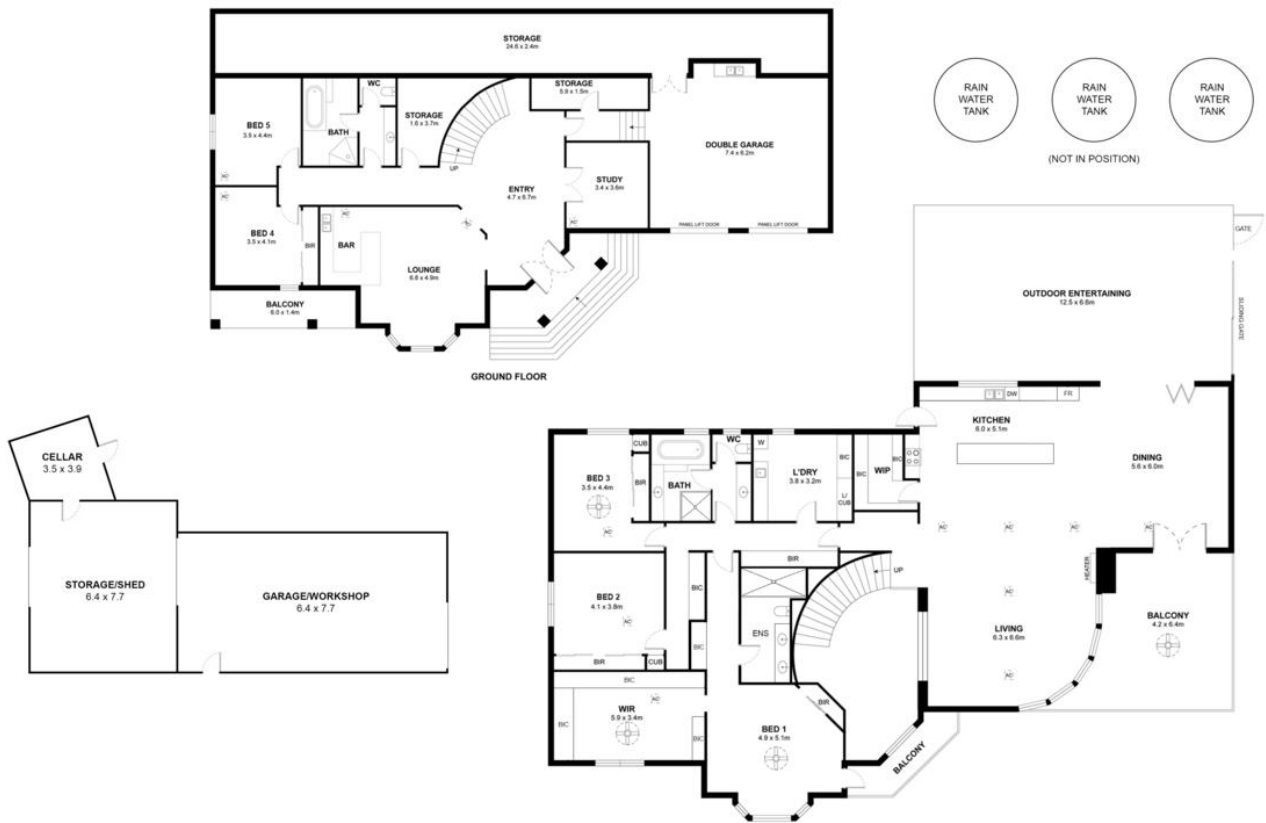 STORAGE
24.6 x 2.4m
WC
STORAGE
5.9 x 1.5m
STORAGE
1.6 x 3.7m
BED 5
3.5 x 4.4m
BATH
DOUBLE GARAGE
7.4 x 6.2m
UP
AC
STUDY
3.4 x 3.6m
ENTRY
4.7 x 6.7m
AC
AC
AC
AC
PANEL LIFT DOOR
PANEL LIFT DOOR
BED 4
3.5 x 4.1m
BIR
BAR
LOUNGE
6.8 x 4.9m
BALCONY
6.0 x 1.4m
GROUND FLOOR
RAIN
WATER
TANK
RAIN
WATER
TANK
RAIN
WATER
TANK
(NOT IN POSITION)
GATE
OUTDOOR ENTERTAINING
12.5 x 6.6m
SLIDING GATE
DW
FR
KITCHEN
6.0 x 5.1m
DINING
5.6 x 6.0m
WC
W
CUB
BIC
BIC
BIC
WIP
BED 3
3.5 x 4.4m
BIR
BATH
L'DRY
3.8 x 3.2m
L/
CUB
AC
AC
AC
AC
AC
BIR
HEATER
UP
BIC
BED 2
4.1 x 3.8m
AC
AC
ENS
LIVING
6.3 x 6.6m
BALCONY
4.2 x 6.4m
BIC
BIR
CUB
BIC
AC
AC
BIR
WIR
5.9 x 3.4m
BIC
BIC
BED 1
4.9 x 5.1m
BALCONY
CELLAR
3.5 x 3.9
STORAGE/SHED
6.4 x 7.7
GARAGE/WORKSHOP
6.4 x 7.7